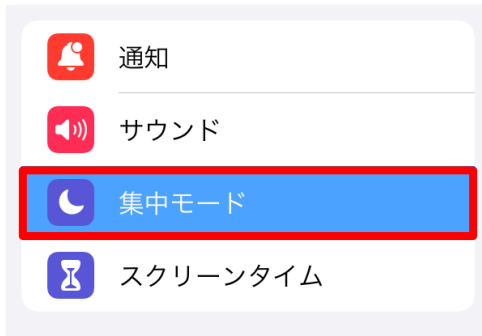 通知
サウンド
集中モード
スクリーンタイム